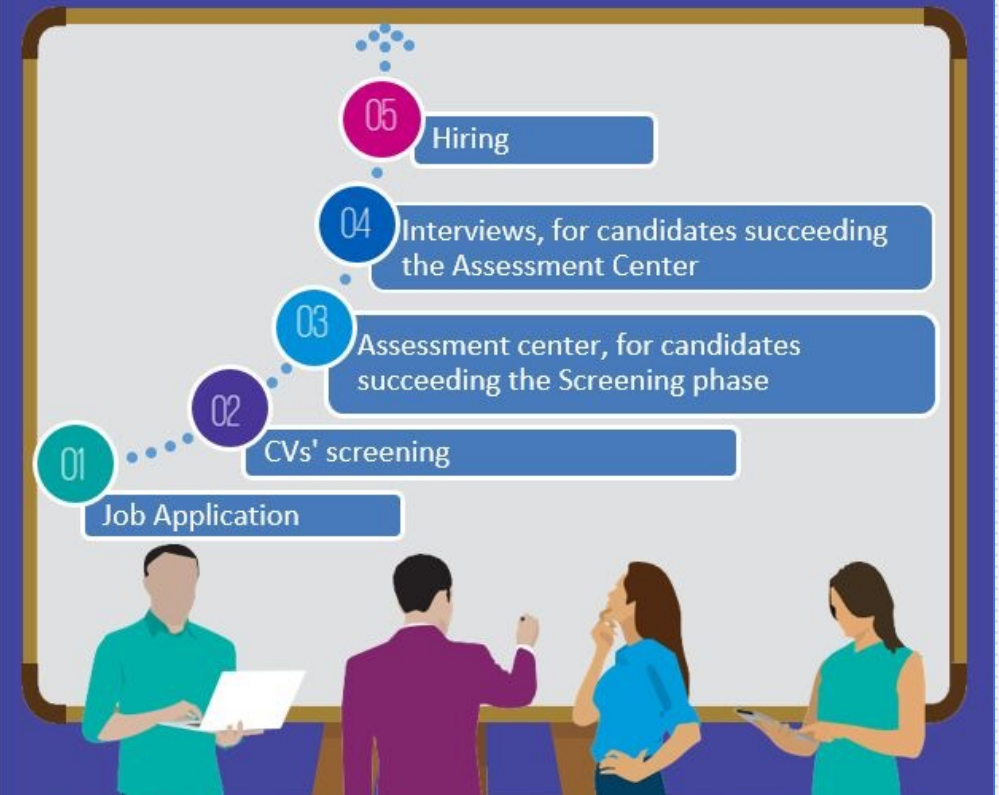 05
Hiring
04
Interviews, for candidates succeeding
the Assessment Center
03
Assessment center, for candidates
succeeding the Screening phase
02
CVs' screening
01
Job Application